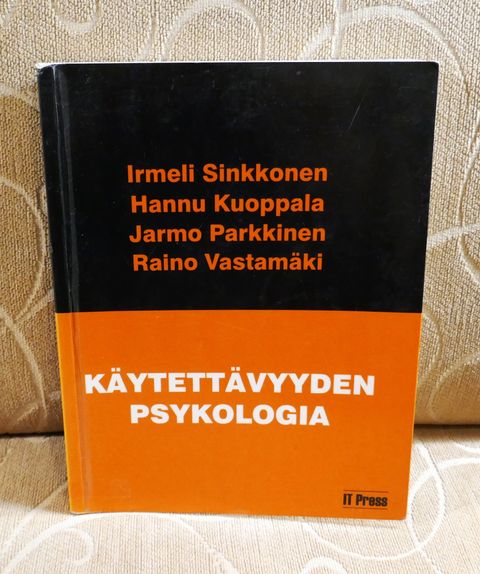 Irmeli Sinkkonen
Hannu Kuoppala
Jarmo Parkkinen
Raino Vastamäki
KÄYTETTÄVYYDEN
PSYKOLOGIA
IT Press